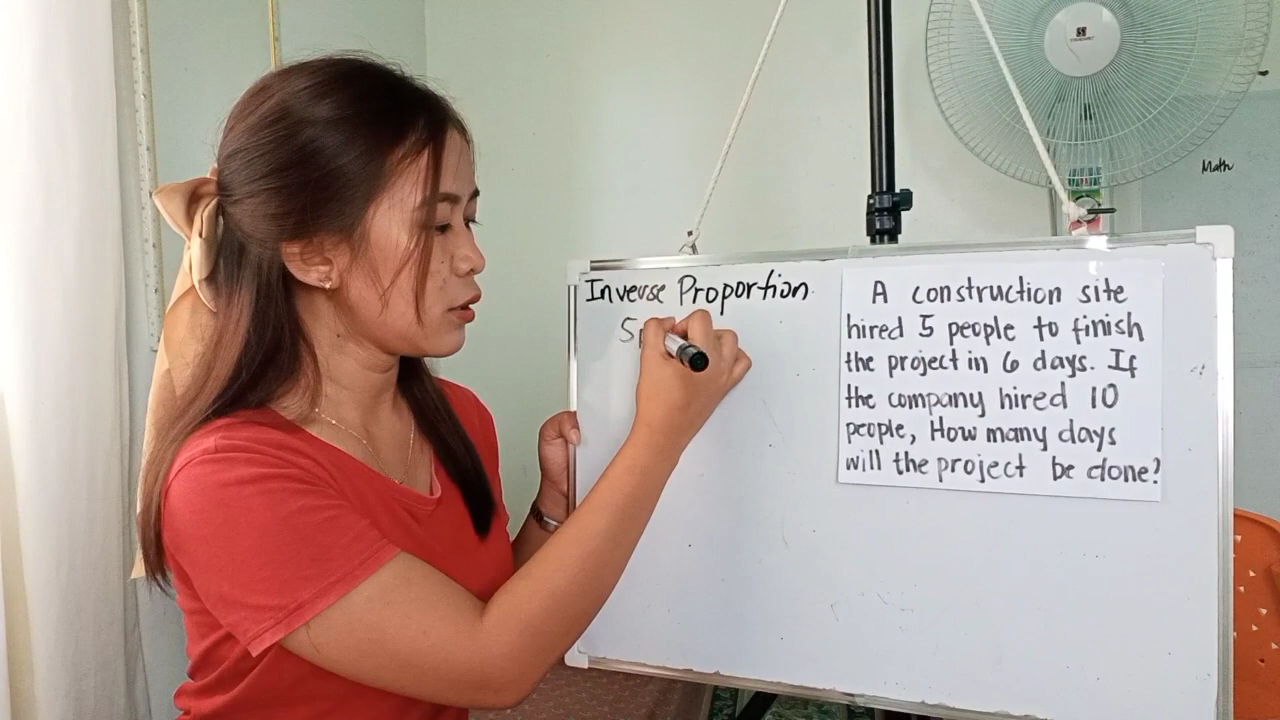 Inverse Proportion
5p
A construction site
hired 5 people to finish
the project in 6 days. If
the company hired 10
people, How many days
will the project be done?
Math